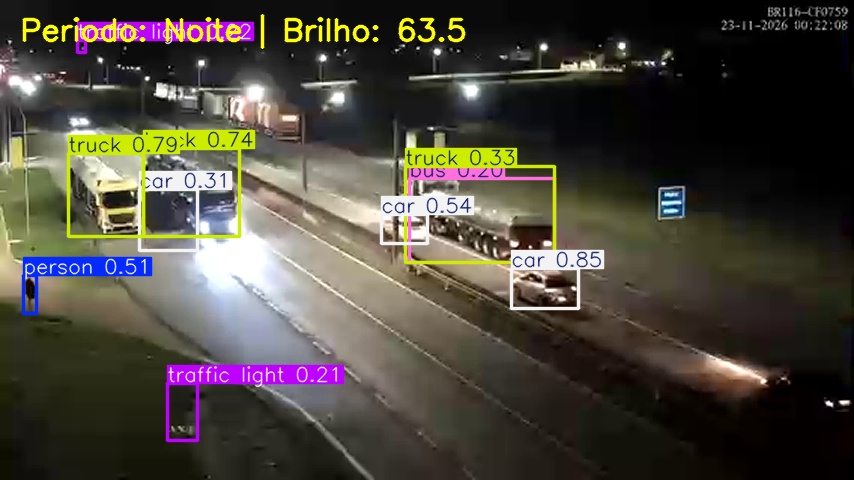 Periodo: Noite | Brilho: 63.5
BR116-CF0759
23-11-2026 00:22:08
truck 0.79
0.74
car 0.31
truck 0.33
bus 0.20
car 0.54
car 0.85
person 0.51
traffic light 0.21
traffic light